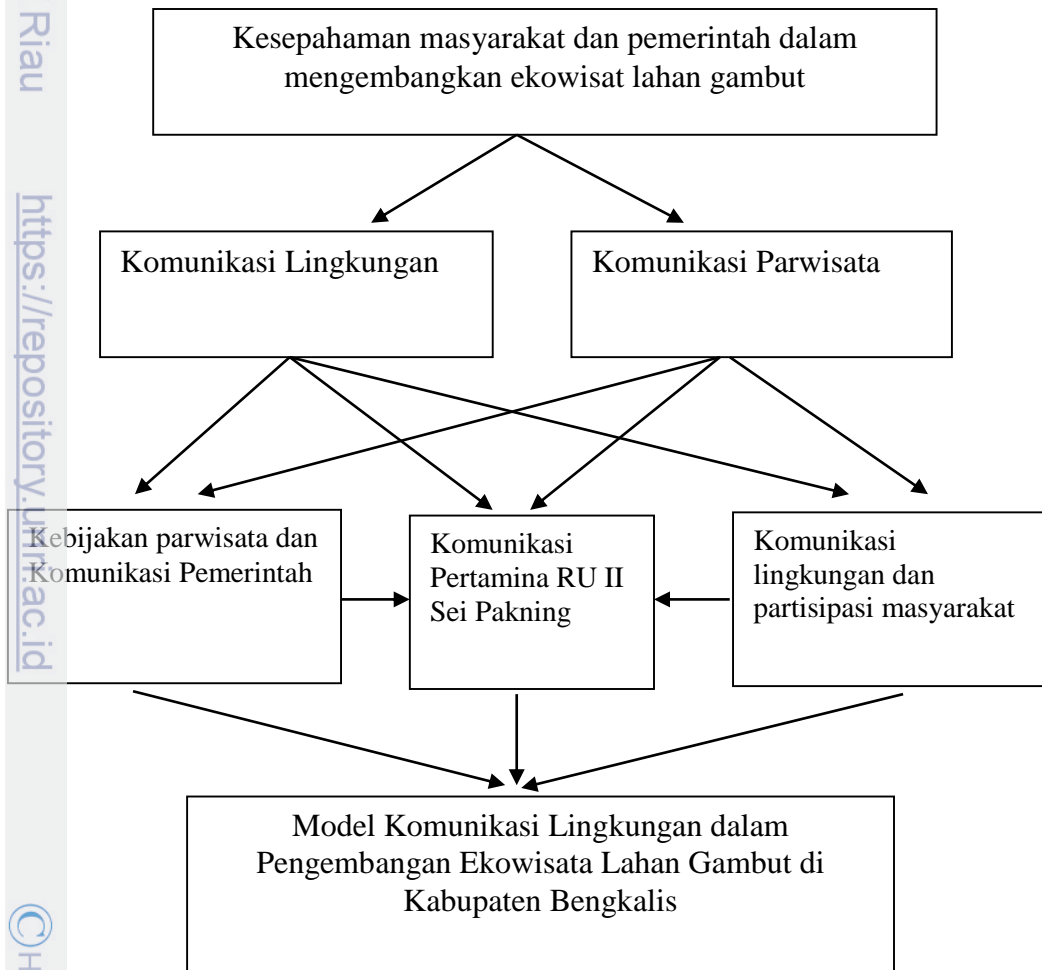 Riau
https://repository.unri.ac.id
©
H
Kesepahaman masyarakat dan pemerintah dalam
mengembangkan ekowisat lahan gambut
Komunikasi Lingkungan
Komunikasi Parwisata
Kebijakan parwisata dan
Komunikasi Pemerintah
Komunikasi
Pertamina RU II
Sei Pakning
Komunikasi
lingkungan dan
partisipasi masyarakat
Model Komunikasi Lingkungan dalam
Pengembangan Ekowisata Lahan Gambut di
Kabupaten Bengkalis